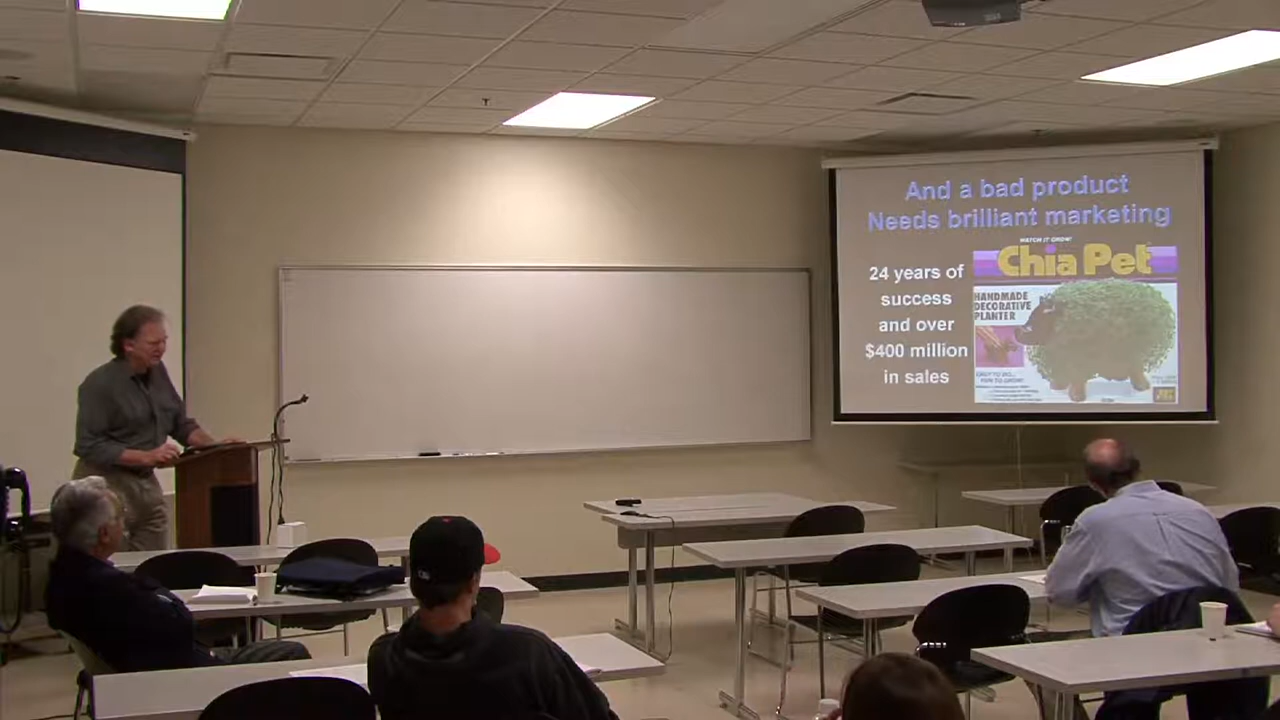 And a bad product
Needs brilliant marketing
WATCH IT GROW!
Chia Pet
24 years of
success
and over
$400 million
in sales
HANDMADE
DECORATIVE
PLANTER